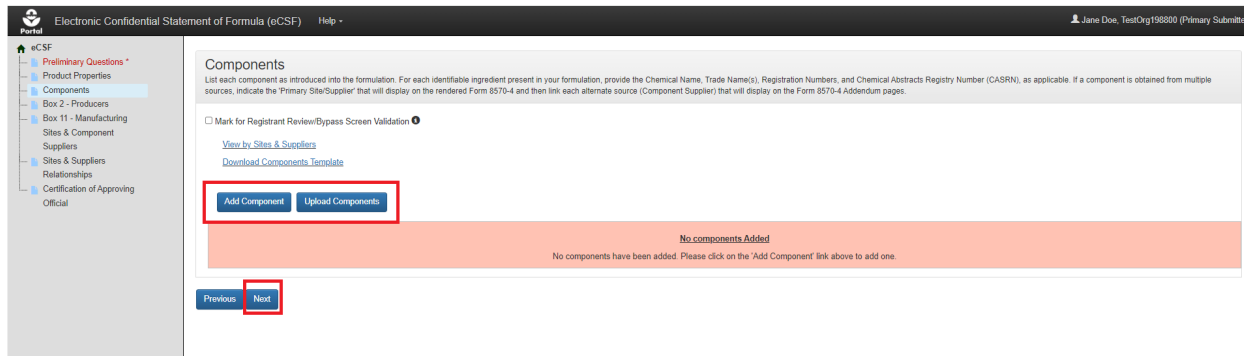 Portal
Electronic Confidential Statement of Formula (eCSF) Help
Jane Doe, TestOrg198800 (Primary Submitte
eCSF
Preliminary Questions *
Product Properties
Components
Box 2 - Producers
Box 11 - Manufacturing
Sites & Component
Suppliers
Sites & Suppliers
Relationships
Certification of Approving
Official
Components
List each component as introduced into the formulation. For each identifiable ingredient present in your formulation, provide the Chemical Name, Trade Name(s), Registration Numbers, and Chemical Abstracts Registry Number (CASRN), as applicable. If a component is obtained from multiple
sources, indicate the 'Primary Site/Supplier' that will display on the rendered Form 8570-4 and then link each alternate source (Component Supplier) that will display on the Form 8570-4 Addendum pages.
Mark for Registrant Review/Bypass Screen Validation
View by Sites & Suppliers
Download Components Template
Add Component Upload Components
No components Added
No components have been added. Please click on the 'Add Component' link above to add one.
Previous Next